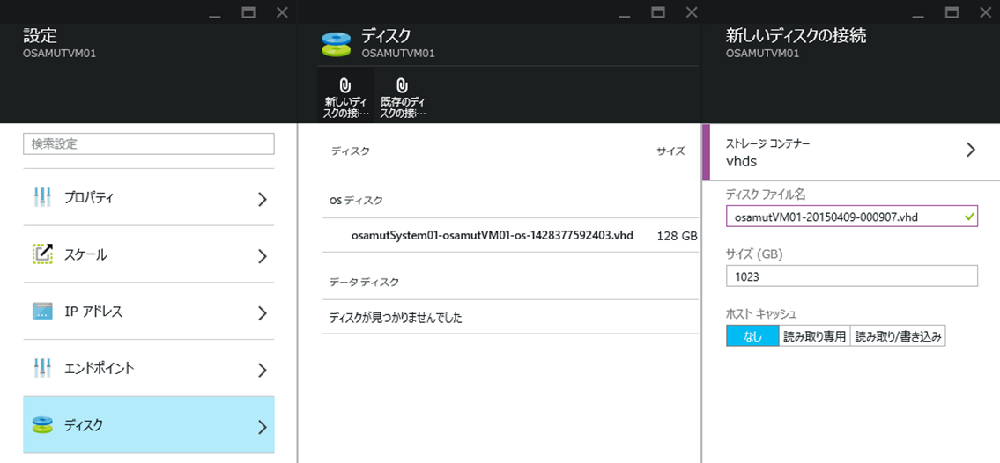 設定
OSAMUTVM01
検索設定
プロパティ
スケール
IP アドレス
エンドポイント
ディスク
ディスク
OSAMUTVM01
新しいディ
スクの接…
既存のディ
スクの接…
ディスク サイズ
OS ディスク
osamutSystem01-osamutVM01-os-1428377592403.vhd 128 GB
データ ディスク
ディスクが見つかりませんでした
新しいディスクの接続
OSAMUTVM01
ストレージ コンテナー
vhds
ディスク ファイル名
osamutVM01-20150409-000907.vhd
サイズ (GB)
1023
ホスト キャッシュ
なし 読み取り専用 読み取り/書き込み